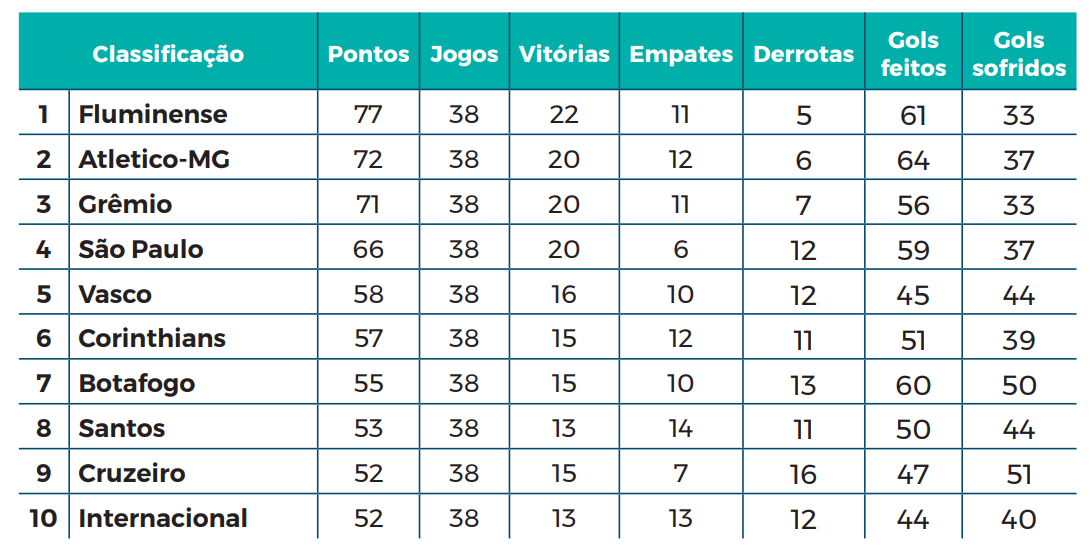 Classificação Pontos Jogos Vitórias Empates Derrotas Gols feitos Gols sofridos
1 Fluminense 77 38 22 11 5 61 33
2 Atletico-MG 72 38 20 12 6 64 37
3 Grêmio 71 38 20 11 7 56 33
4 São Paulo 66 38 20 6 12 59 37
5 Vasco 58 38 16 10 12 45 44
6 Corinthians 57 38 15 12 11 51 39
7 Botafogo 55 38 15 10 13 60 50
8 Santos 53 38 13 14 11 50 44
9 Cruzeiro 52 38 15 7 16 47 51
10 Internacional 52 38 13 13 12 44 40